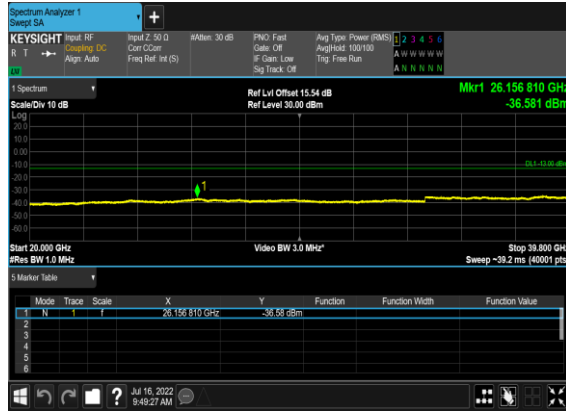 Spectrum Analyzer 1
Swept SA
+
KEYSIGHT Input: RF Input Z: 50 Ω #Atten: 30 dB PNO: Fast Avg Type: Power (RMS) 1 2 3 4 5 6
R T Coupling: DC Corr CCorr Gate: Off Avg|Hold: 100/100 A W W W W W
Align: Auto Freq Ref: Int (S) IF Gain: Low Trig: Free Run
Sig Track: Off A N N N N N
1 Spectrum
Ref Lvl Offset 15.54 dB Mkr1 26.156 810 GHz
Scale/Div 10 dB Ref Level 30.00 dBm -36.581 dBm
Log
20.0
10.0
0.00
-10.0 DL1 -13.00 dBm
-20.0
-30.0 1
-40.0
-50.0
-60.0
Start 20.000 GHz Video BW 3.0 MHz* Stop 39.800 GHz
#Res BW 1.0 MHz Sweep ~39.2 ms (40001 pts
5 Marker Table
Mode Trace Scale X Y Function Function Width Function Value
1 N 1 f 26.156 810 GHz -36.58 dBm
2
3
4
5
6
? Jul 16, 2022
9:49:27 AM